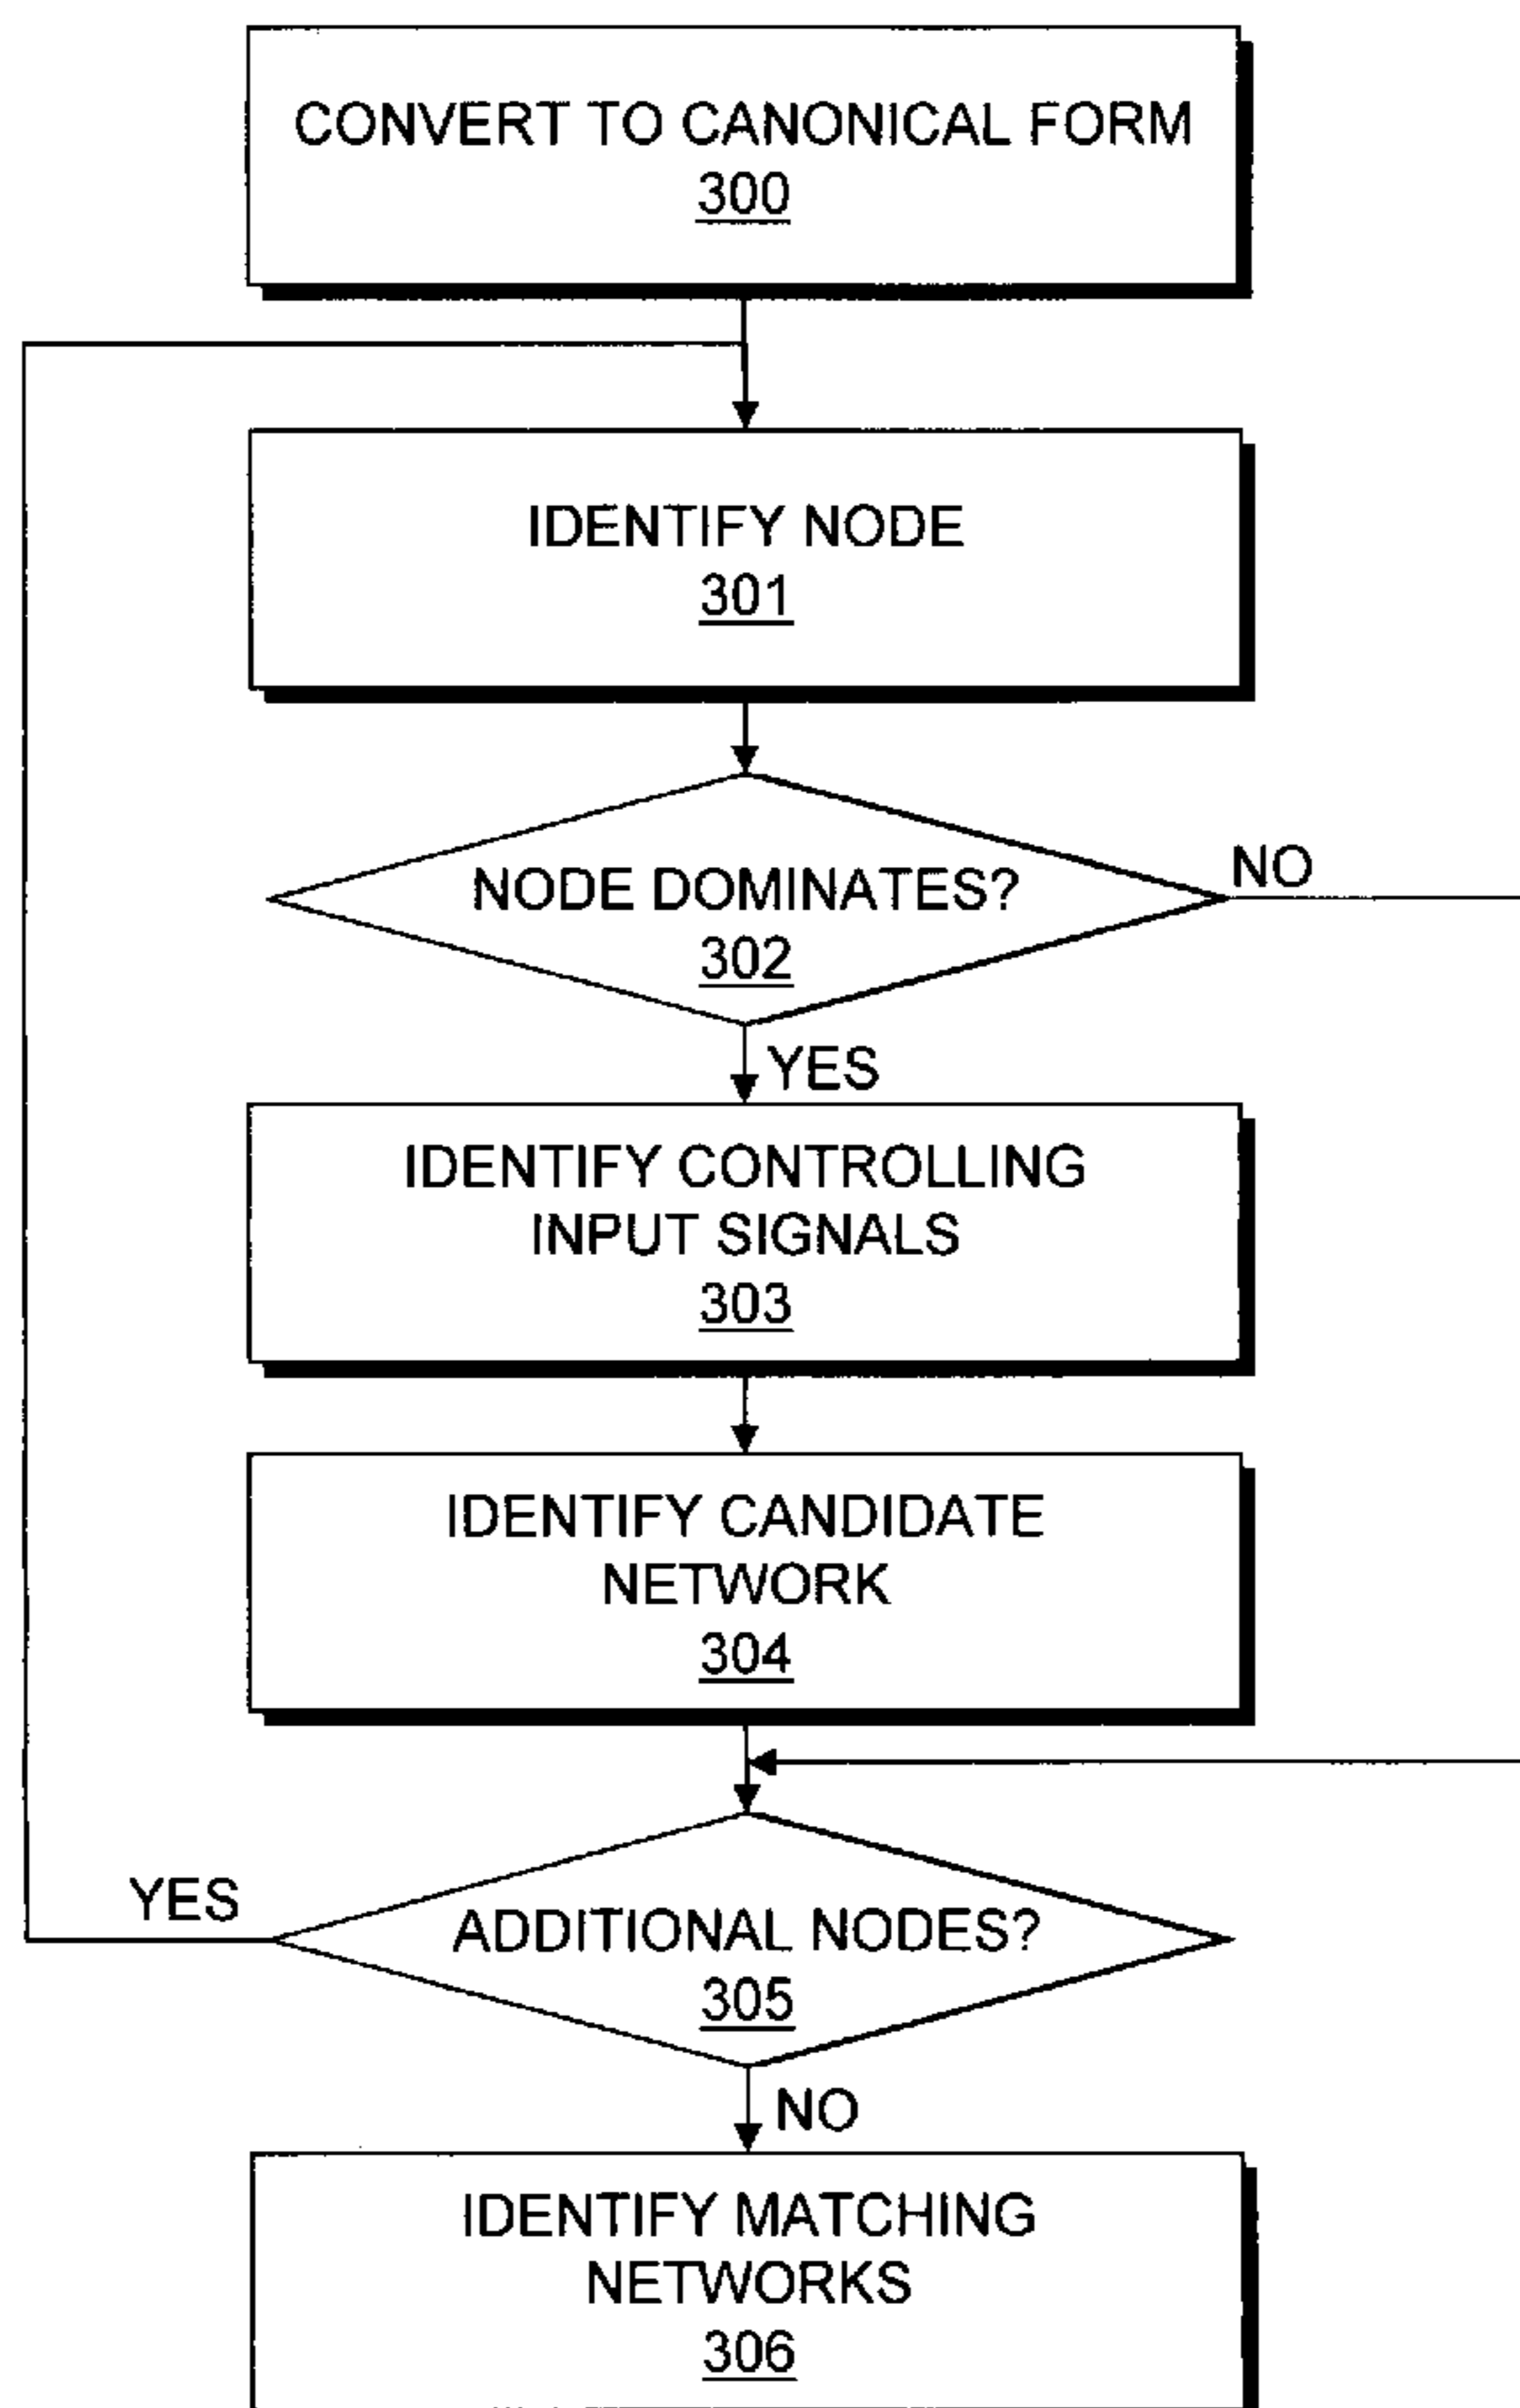 CONVERT TO CANONICAL FORM
300
IDENTIFY NODE
301
NODE DOMINATES?
302
NO
YES
IDENTIFY CONTROLLING
INPUT SIGNALS
303
IDENTIFY CANDIDATE
NETWORK
304
YES
ADDITIONAL NODES?
305
NO
IDENTIFY MATCHING
NETWORKS
306